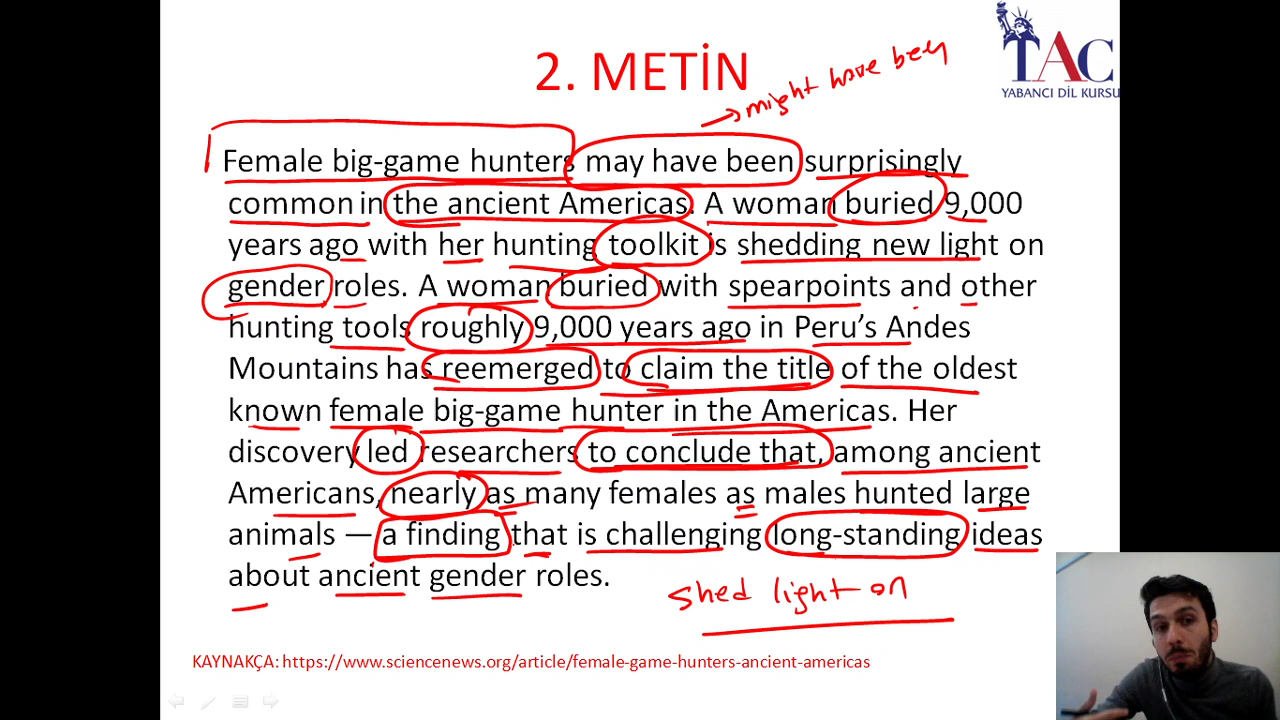 2. METİN
might have been
TAC
YABANCI DİL KURSU
Female big-game hunters may have been surprisingly
common in the ancient Americas. A woman buried 9,000
years ago with her hunting toolkit is shedding new light on
gender roles. A woman buried with spearpoints and other
hunting tools roughly 9,000 years ago in Peru's Andes
Mountains has reemerged to claim the title of the oldest
known female big-game hunter in the Americas. Her
discovery led researchers to conclude that, among ancient
Americans, nearly as many females as males hunted large
animals — a finding that is challenging long-standing ideas
about ancient gender roles.
shed light on
KAYNAKÇA: https://www.sciencenews.org/article/female-game-hunters-ancient-americas